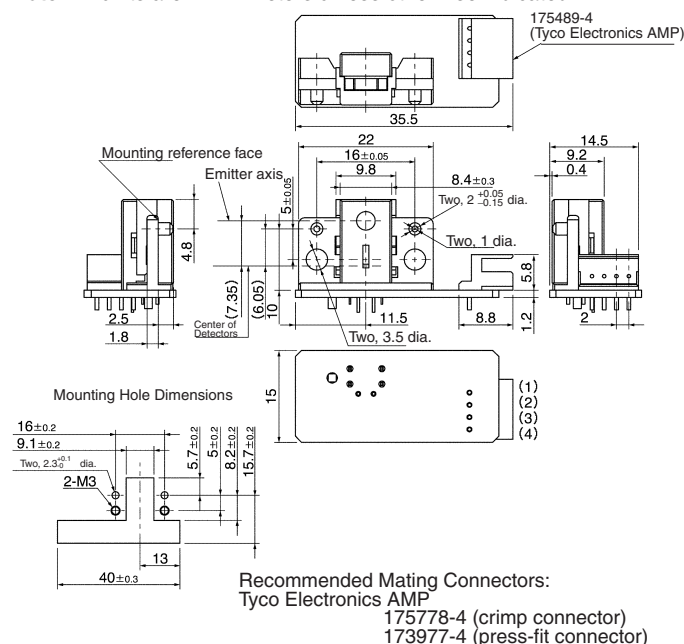 175489-4
(Tyco Electronics AMP)
35.5
22
16±0.05
9.8
8.4±0.3
Two, 2 +0.05 −0.15 dia.
Two, 1 dia.
14.5
9.2
0.4
Mounting reference face
Emitter axis
5±0.05
4.8
(7.35)
(6.05)
10
5.8
1.2
2.5
1.8
Center of
Detectors
11.5
8.8
2
Two, 3.5 dia.
15
(1)
(2)
(3)
(4)
Mounting Hole Dimensions
16±0.2
9.1±0.2
Two, 2.3 +0.1 0 dia.
2-M3
5.7±0.2
5±0.2
8.2±0.2
15.7±0.2
13
40±0.3
Recommended Mating Connectors:
Tyco Electronics AMP
175778-4 (crimp connector)
173977-4 (press-fit connector)